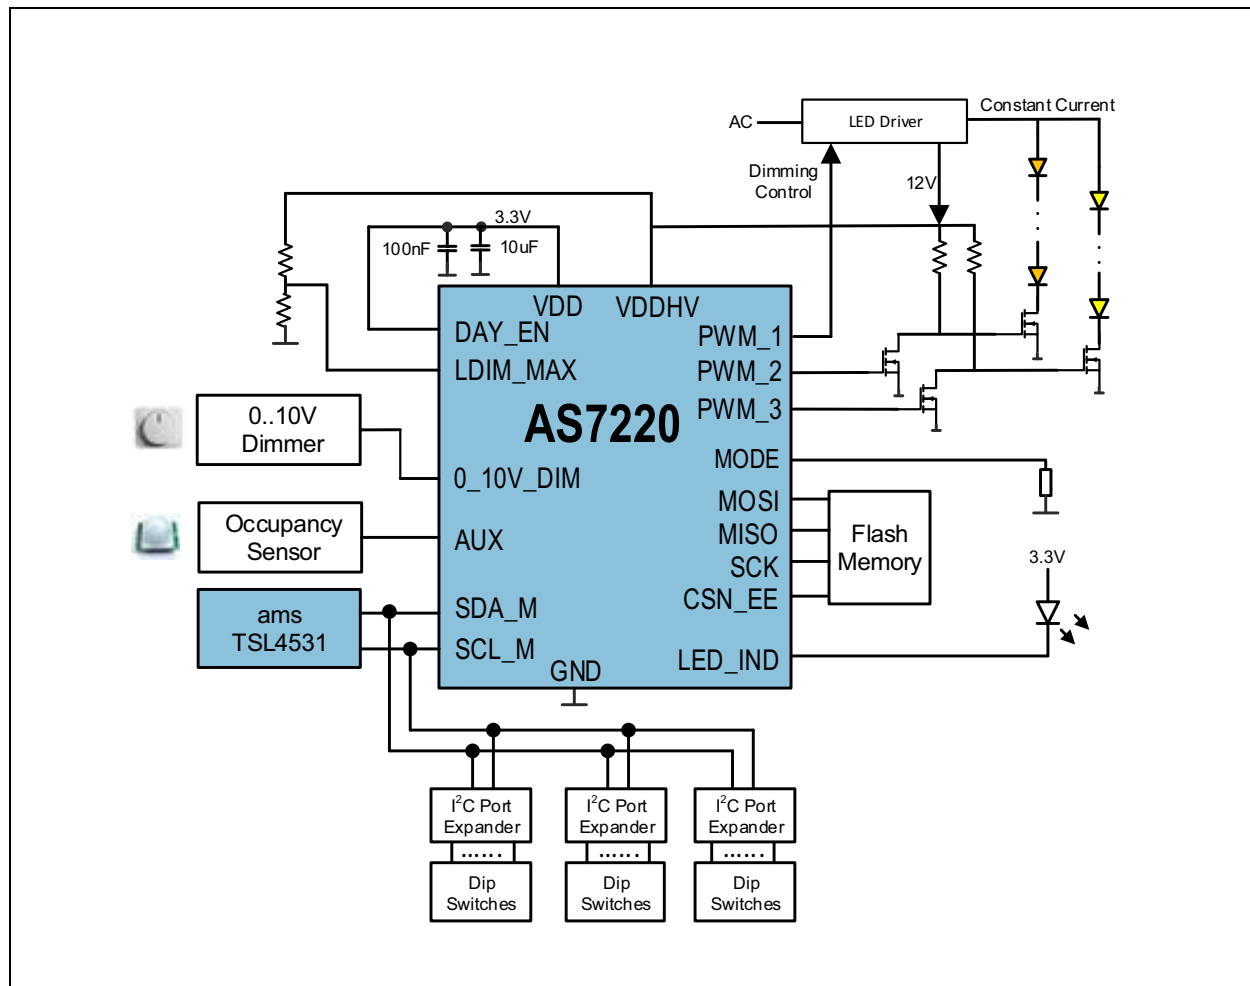 Constant Current
AC
LED Driver
Dimming
Control
12V
3.3V
100nF
10uF
VDD
VDDHV
DAY_EN
PWM_1
LDIM_MAX
PWM_2
PWM_3
AS7220
0..10V
Dimmer
0_10V_DIM
MODE
MOSI
Occupancy
Sensor
AUX
MISO
SCK
CSN_EE
Flash
Memory
3.3V
ams
TSL4531
SDA_M
SCL_M
GND
LED_IND
I²C Port
Expander
I²C Port
Expander
I²C Port
Expander
......
......
......
Dip
Switches
Dip
Switches
Dip
Switches